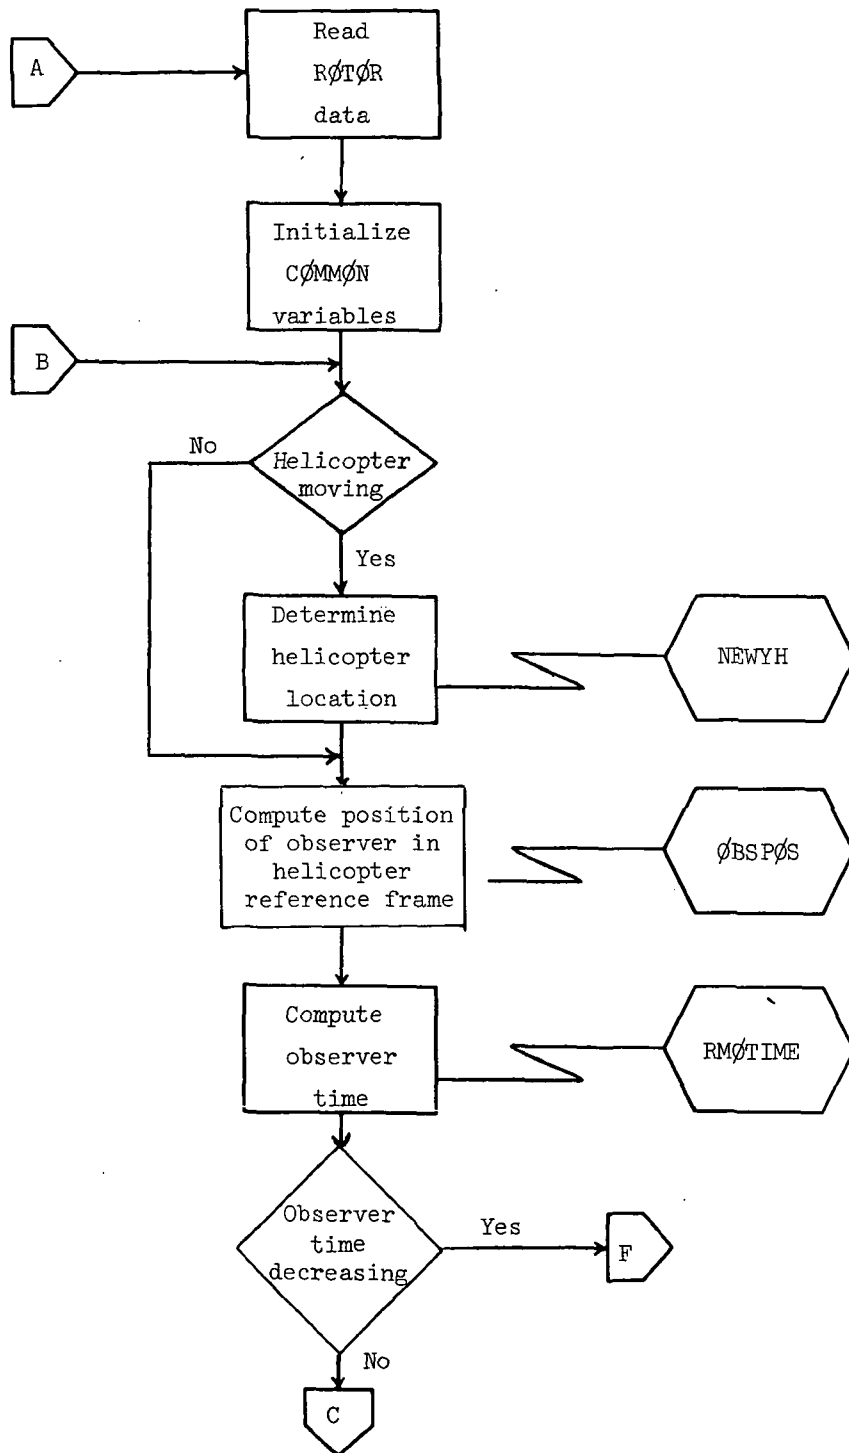 A
Read
RØTØR
data
Initialize
CØMMØN
variables
B
No
Helicopter
moving
Yes
Determine
helicopter
location
NEWYH
Compute position
of observer in
helicopter
reference frame
ØBSPØS
Compute
observer
time
RMØTIME
Observer
time
decreasing
Yes
F
No
C